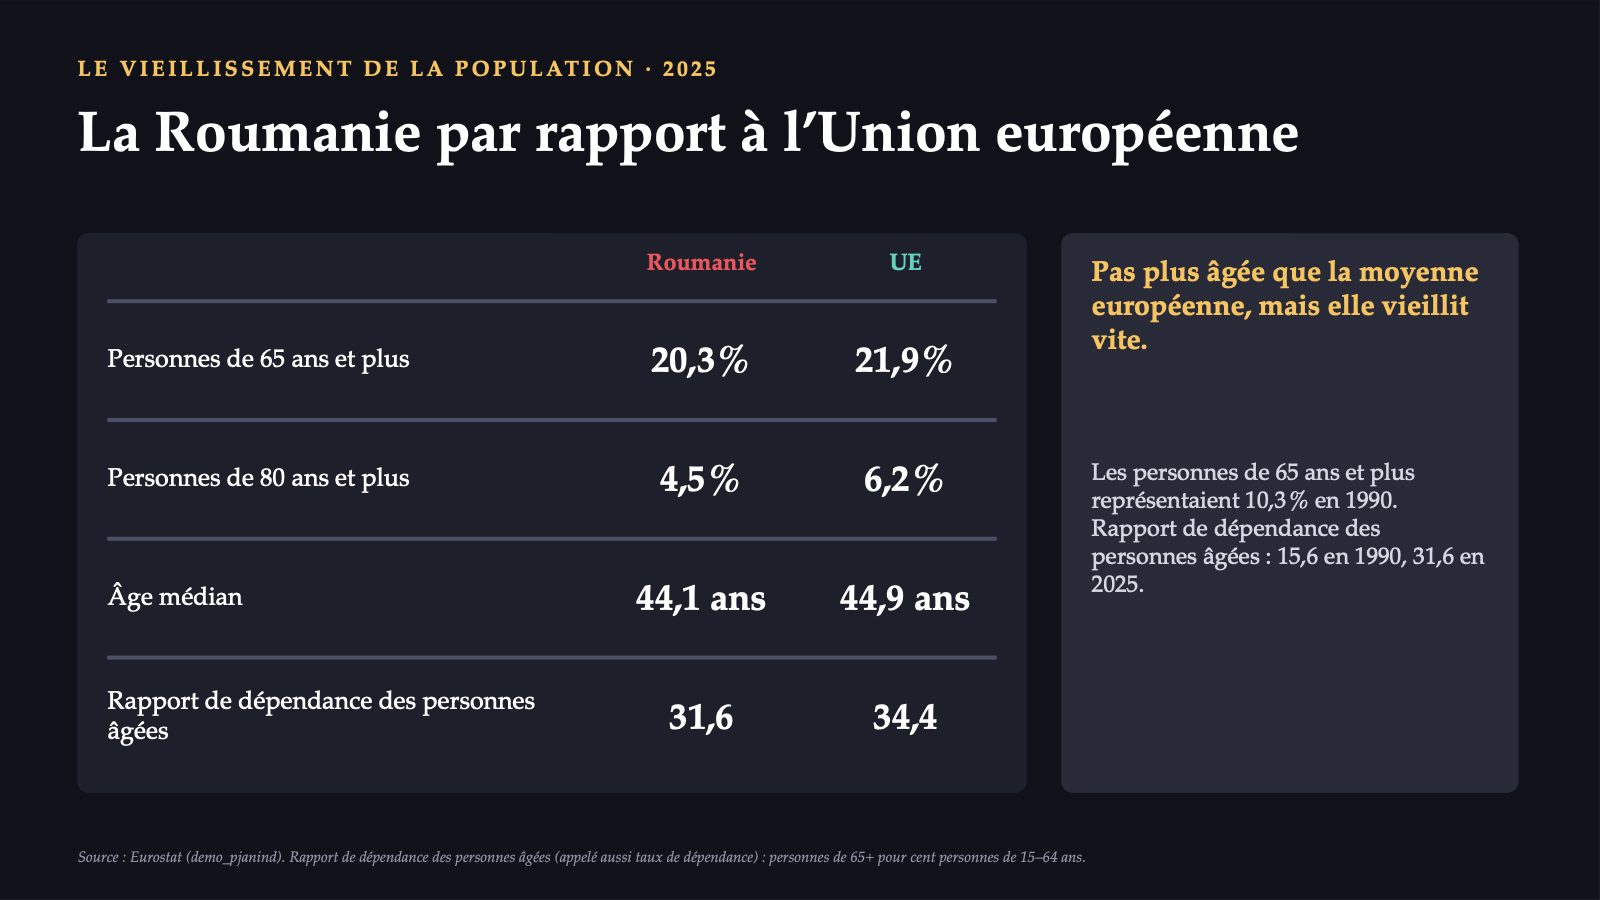 LE VIEILLISSEMENT DE LA POPULATION · 2025
La Roumanie par rapport à l’Union européenne
Roumanie UE
Personnes de 65 ans et plus 20,3 % 21,9 %
Personnes de 80 ans et plus 4,5 % 6,2 %
Âge médian 44,1 ans 44,9 ans
Rapport de dépendance des personnes
âgées 31,6 34,4
Pas plus âgée que la moyenne
européenne, mais elle vieillit
vite.
Les personnes de 65 ans et plus
représentaient 10,3 % en 1990.
Rapport de dépendance des
personnes âgées : 15,6 en 1990, 31,6 en
2025.
Source : Eurostat (demo_pjanind). Rapport de dépendance des personnes âgées (appelé aussi taux de dépendance) : personnes de 65+ pour cent personnes de 15–64 ans.